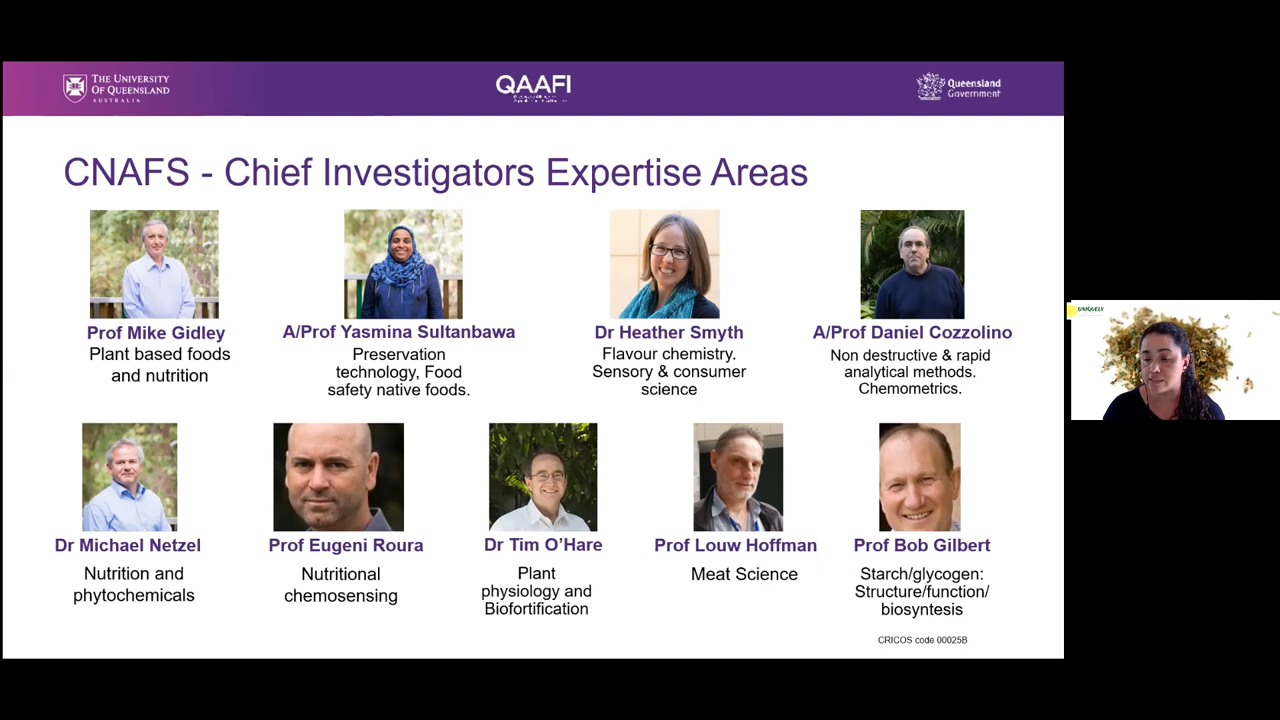 THE UNIVERSITY
OF QUEENSLAND
AUSTRALIA
QAAFI
Queensland
Government
CNAFS - Chief Investigators Expertise Areas
Prof Mike Gidley
Plant based foods
and nutrition
A/Prof Yasmina Sultanbawa
Preservation
technology, Food
safety native foods.
Dr Heather Smyth
Flavour chemistry.
Sensory & consumer
science
A/Prof Daniel Cozzolino
Non destructive & rapid
analytical methods.
Chemometrics.
Dr Michael Netzel
Nutrition and
phytochemicals
Prof Eugeni Roura
Nutritional
chemosensing
Dr Tim O’Hare
Plant
physiology and
Biofortification
Prof Louw Hoffman
Meat Science
Prof Bob Gilbert
Starch/glycogen:
Structure/function/
biosyntesis
CRICOS code 00025B
UNIQUELY